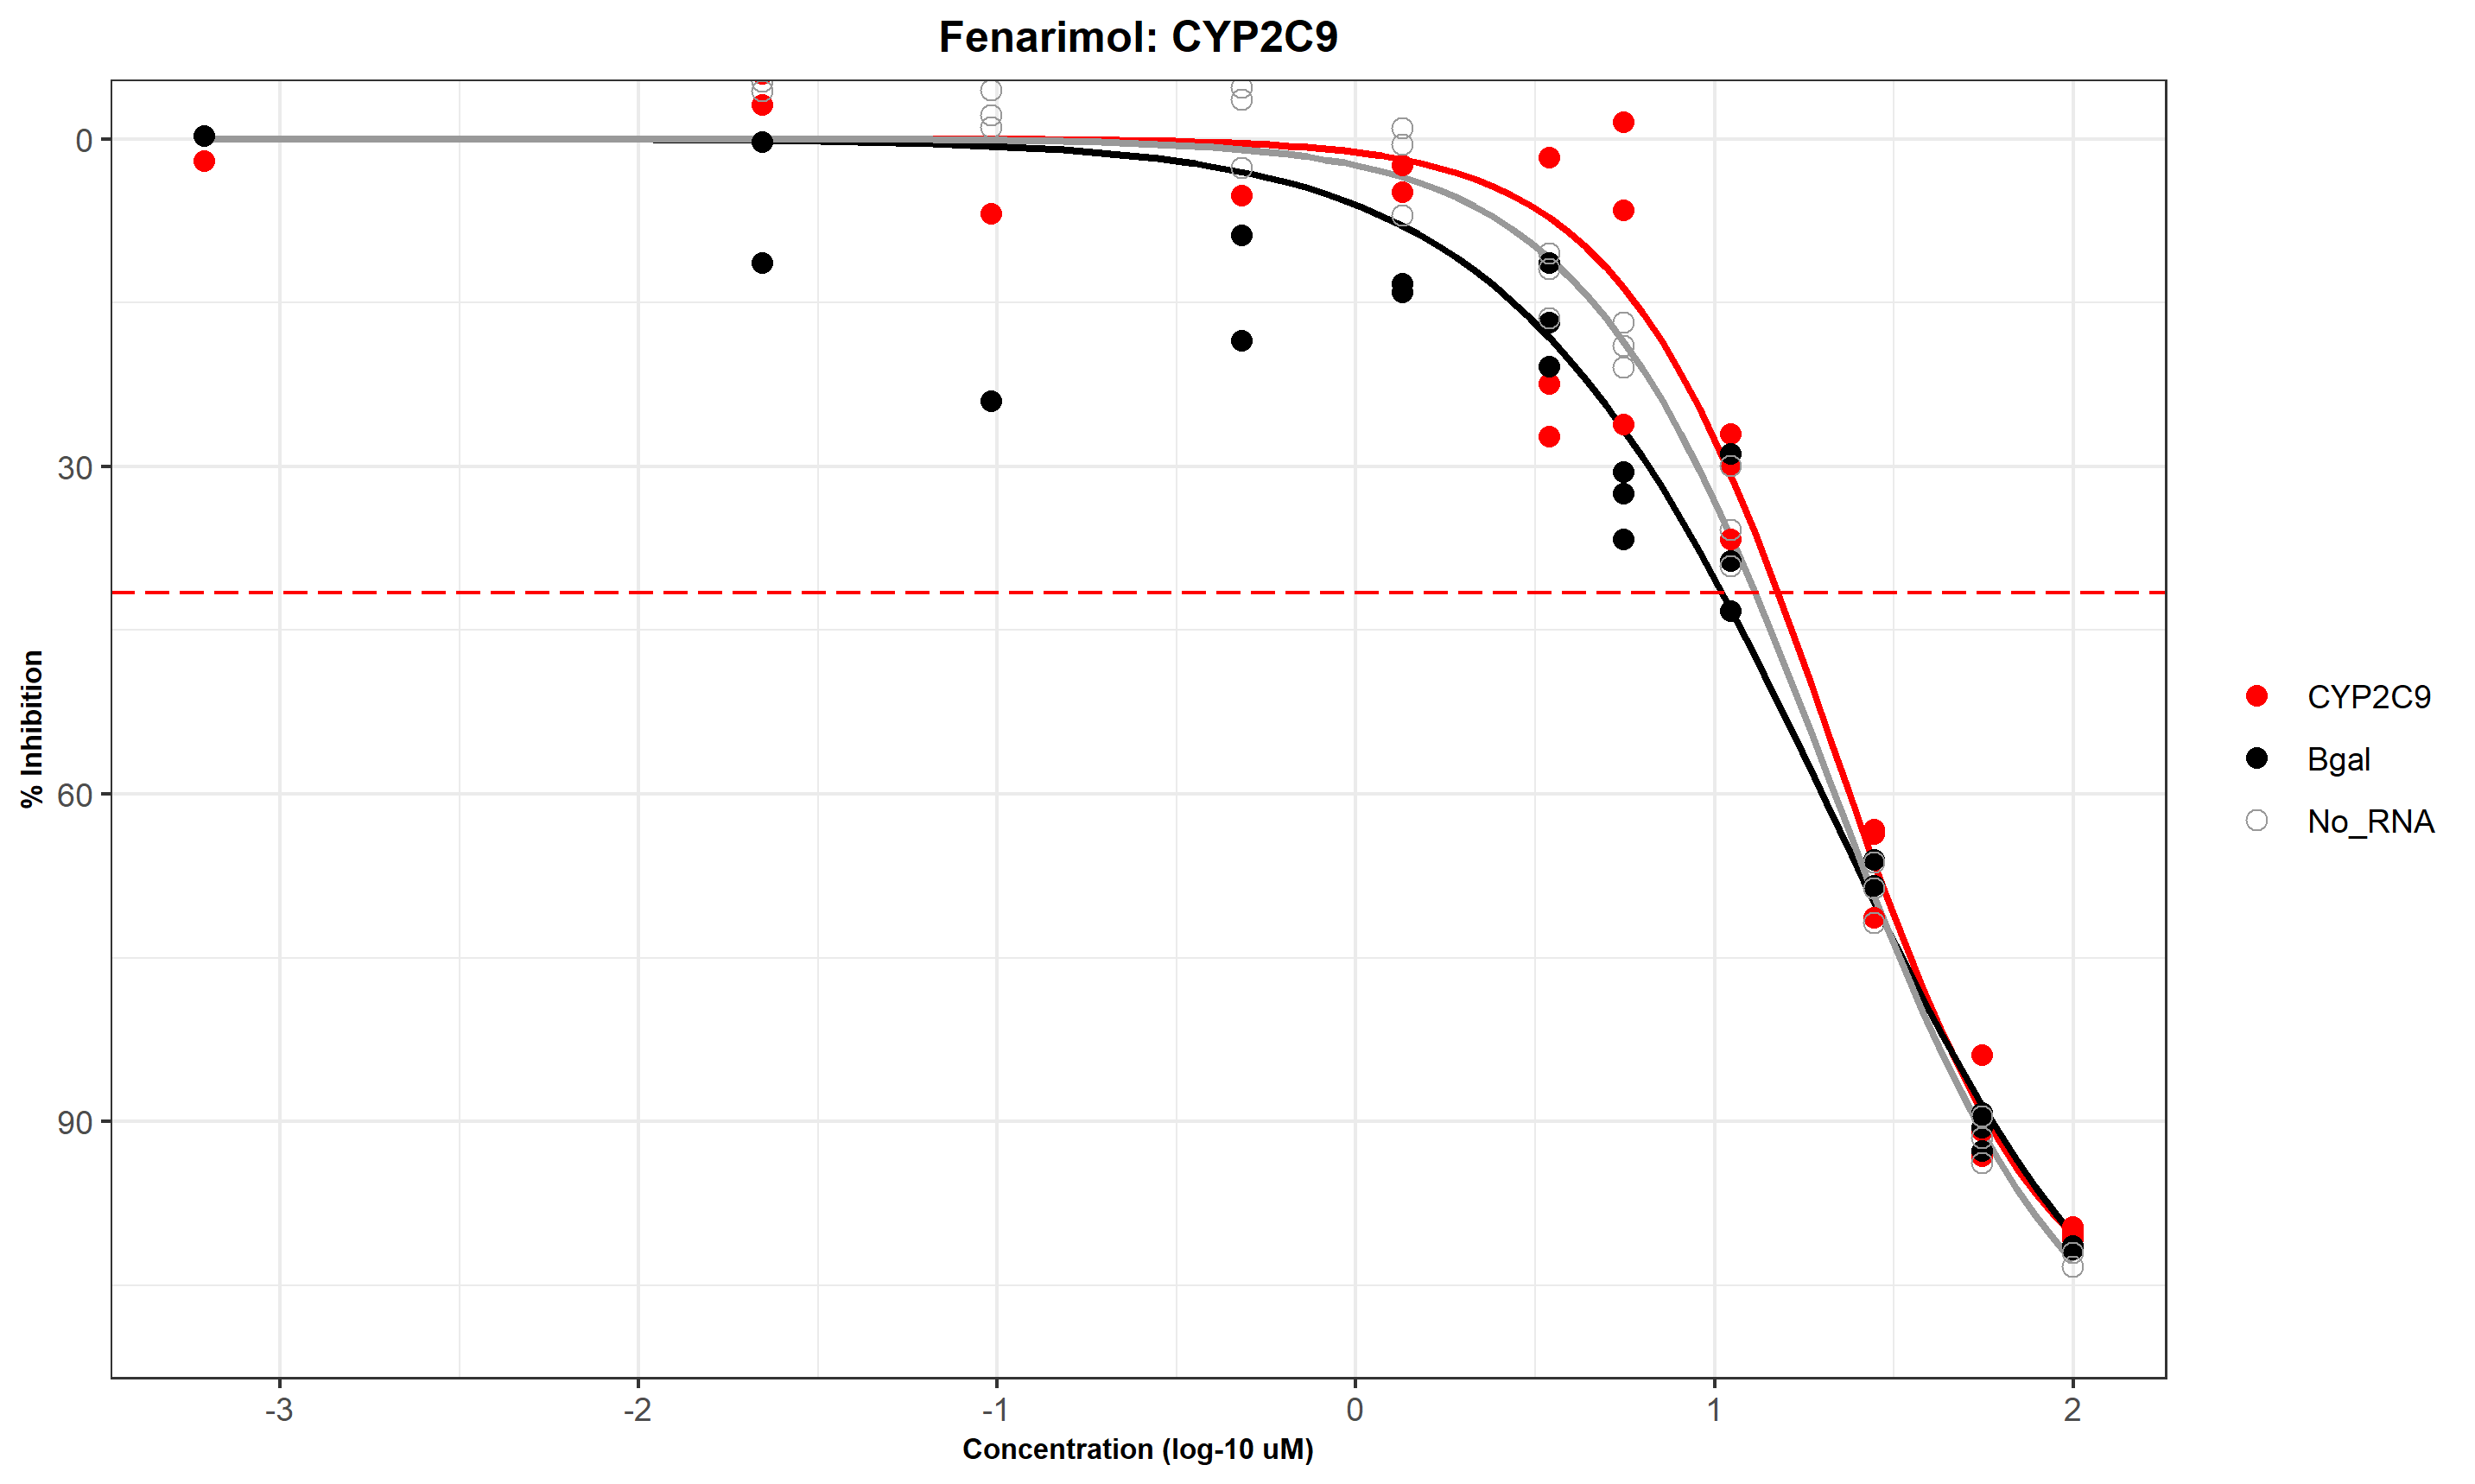 Fenarimol: CYP2C9
% Inhibition
0
30
60
90
-3
-2
-1
0
1
2
Concentration (log-10 uM)
CYP2C9
Bgal
No_RNA